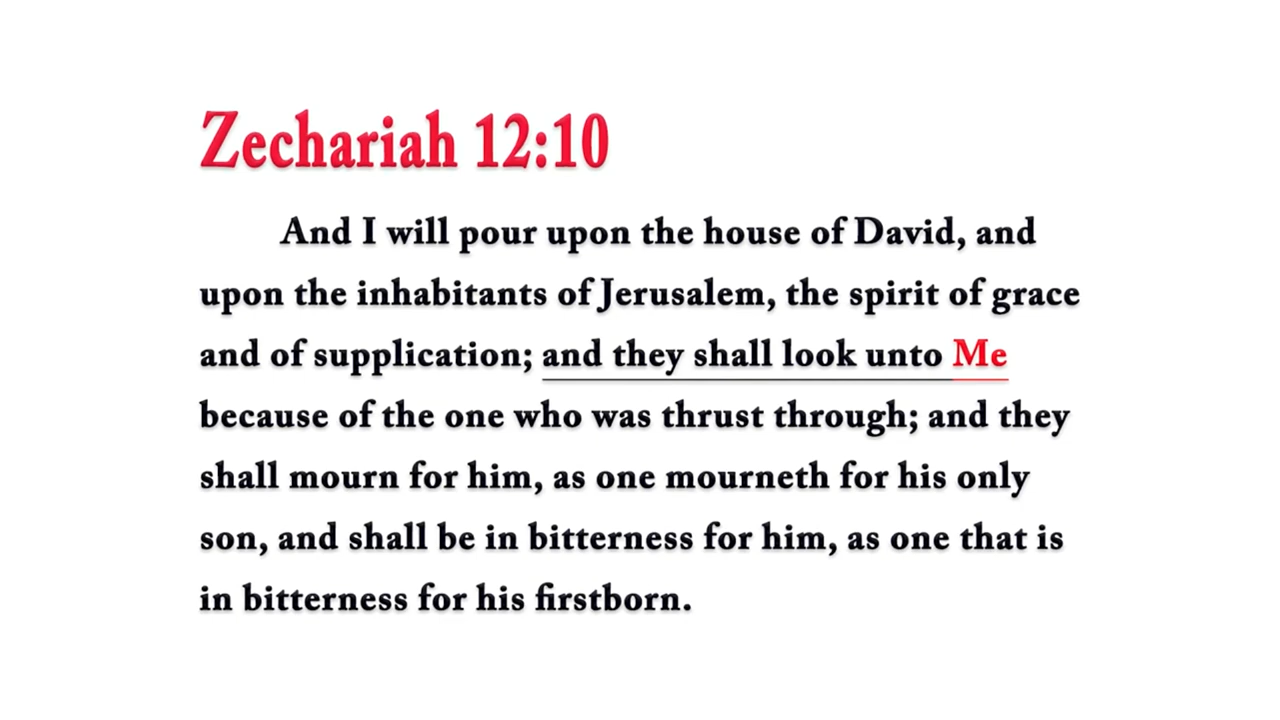 Zechariah 12:10
And I will pour upon the house of David, and
upon the inhabitants of Jerusalem, the spirit of grace
and of supplication; and they shall look unto Me
because of the one who was thrust through; and they
shall mourn for him, as one mourneth for his only
son, and shall be in bitterness for him, as one that is
in bitterness for his firstborn.